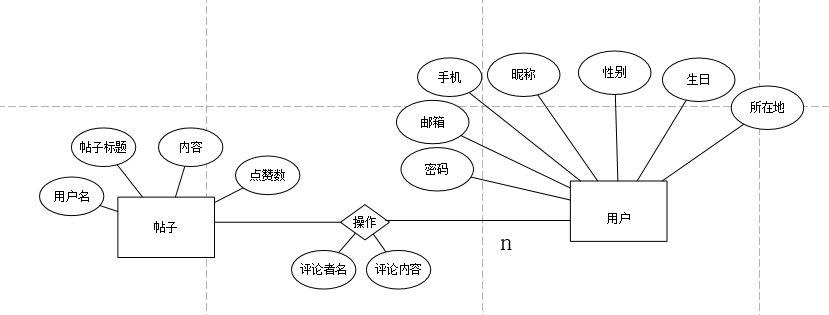 手机
昵称
性别
生日
所在地
邮箱
密码
帖子标题
内容
点赞数
用户名
帖子
操作
用户
n
评论者名
评论内容